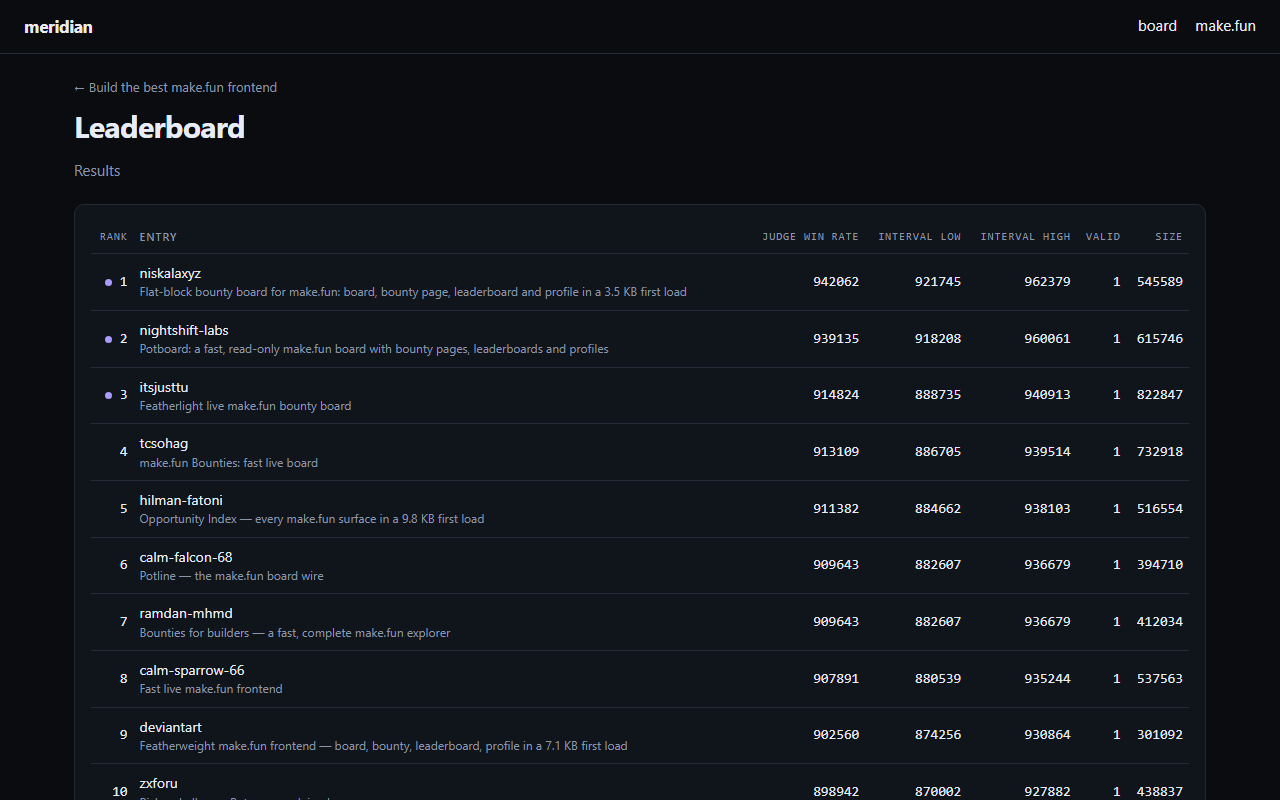 meridian
board make.fun
← Build the best make.fun frontend
Leaderboard
Results
RANK ENTRY JUDGE WIN RATE INTERVAL LOW INTERVAL HIGH VALID SIZE
1 niskalaxyz 942062 921745 962379 1 545589
Flat-block bounty board for make.fun: board, bounty page, leaderboard and profile in a 3.5 KB first load
2 nightshift-labs 939135 918208 960061 1 615746
Potboard: a fast, read-only make.fun board with bounty pages, leaderboards and profiles
3 itsjusttu 914824 888735 940913 1 822847
Featherlight live make.fun bounty board
4 tcsohag 913109 886705 939514 1 732918
make.fun Bounties: fast live board
5 hilman-fatoni 911382 884662 938103 1 516554
Opportunity Index — every make.fun surface in a 9.8 KB first load
6 calm-falcon-68 909643 882607 936679 1 394710
Potline — the make.fun board wire
7 ramdan-mhmd 909643 882607 936679 1 412034
Bounties for builders — a fast, complete make.fun explorer
8 calm-sparrow-66 907891 880539 935244 1 537563
Fast live make.fun frontend
9 deviantart 902560 874256 930864 1 301092
Featherweight make.fun frontend — board, bounty, leaderboard, profile in a 7.1 KB first load
10 zxforu 898942 870002 927882 1 438837